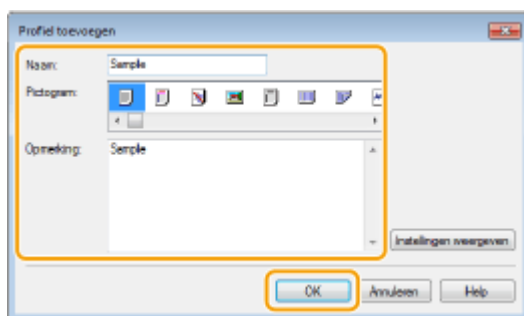 Profiel toevoegen
Naam: Sample
Pictogram:
Opmerking: Sample
Instellingen weergeven
OK Annuleren Help